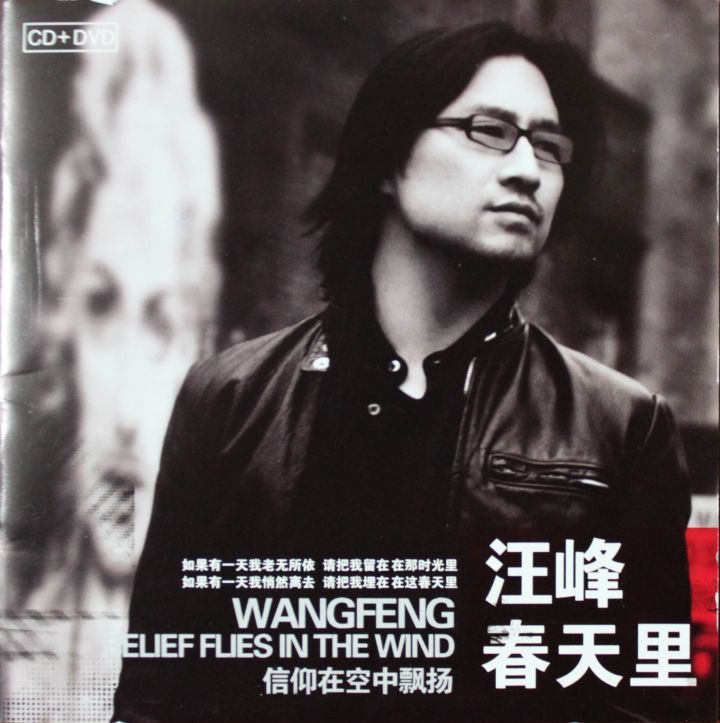 CD+DVD
如果有一天我老无所依 请把我留在 在那时光里
如果有一天我悄然离去 请把我埋在 在这春天里
WANGFENG
BELIEF FLIES IN THE WIND
信仰在空中飘扬
汪峰
春天里